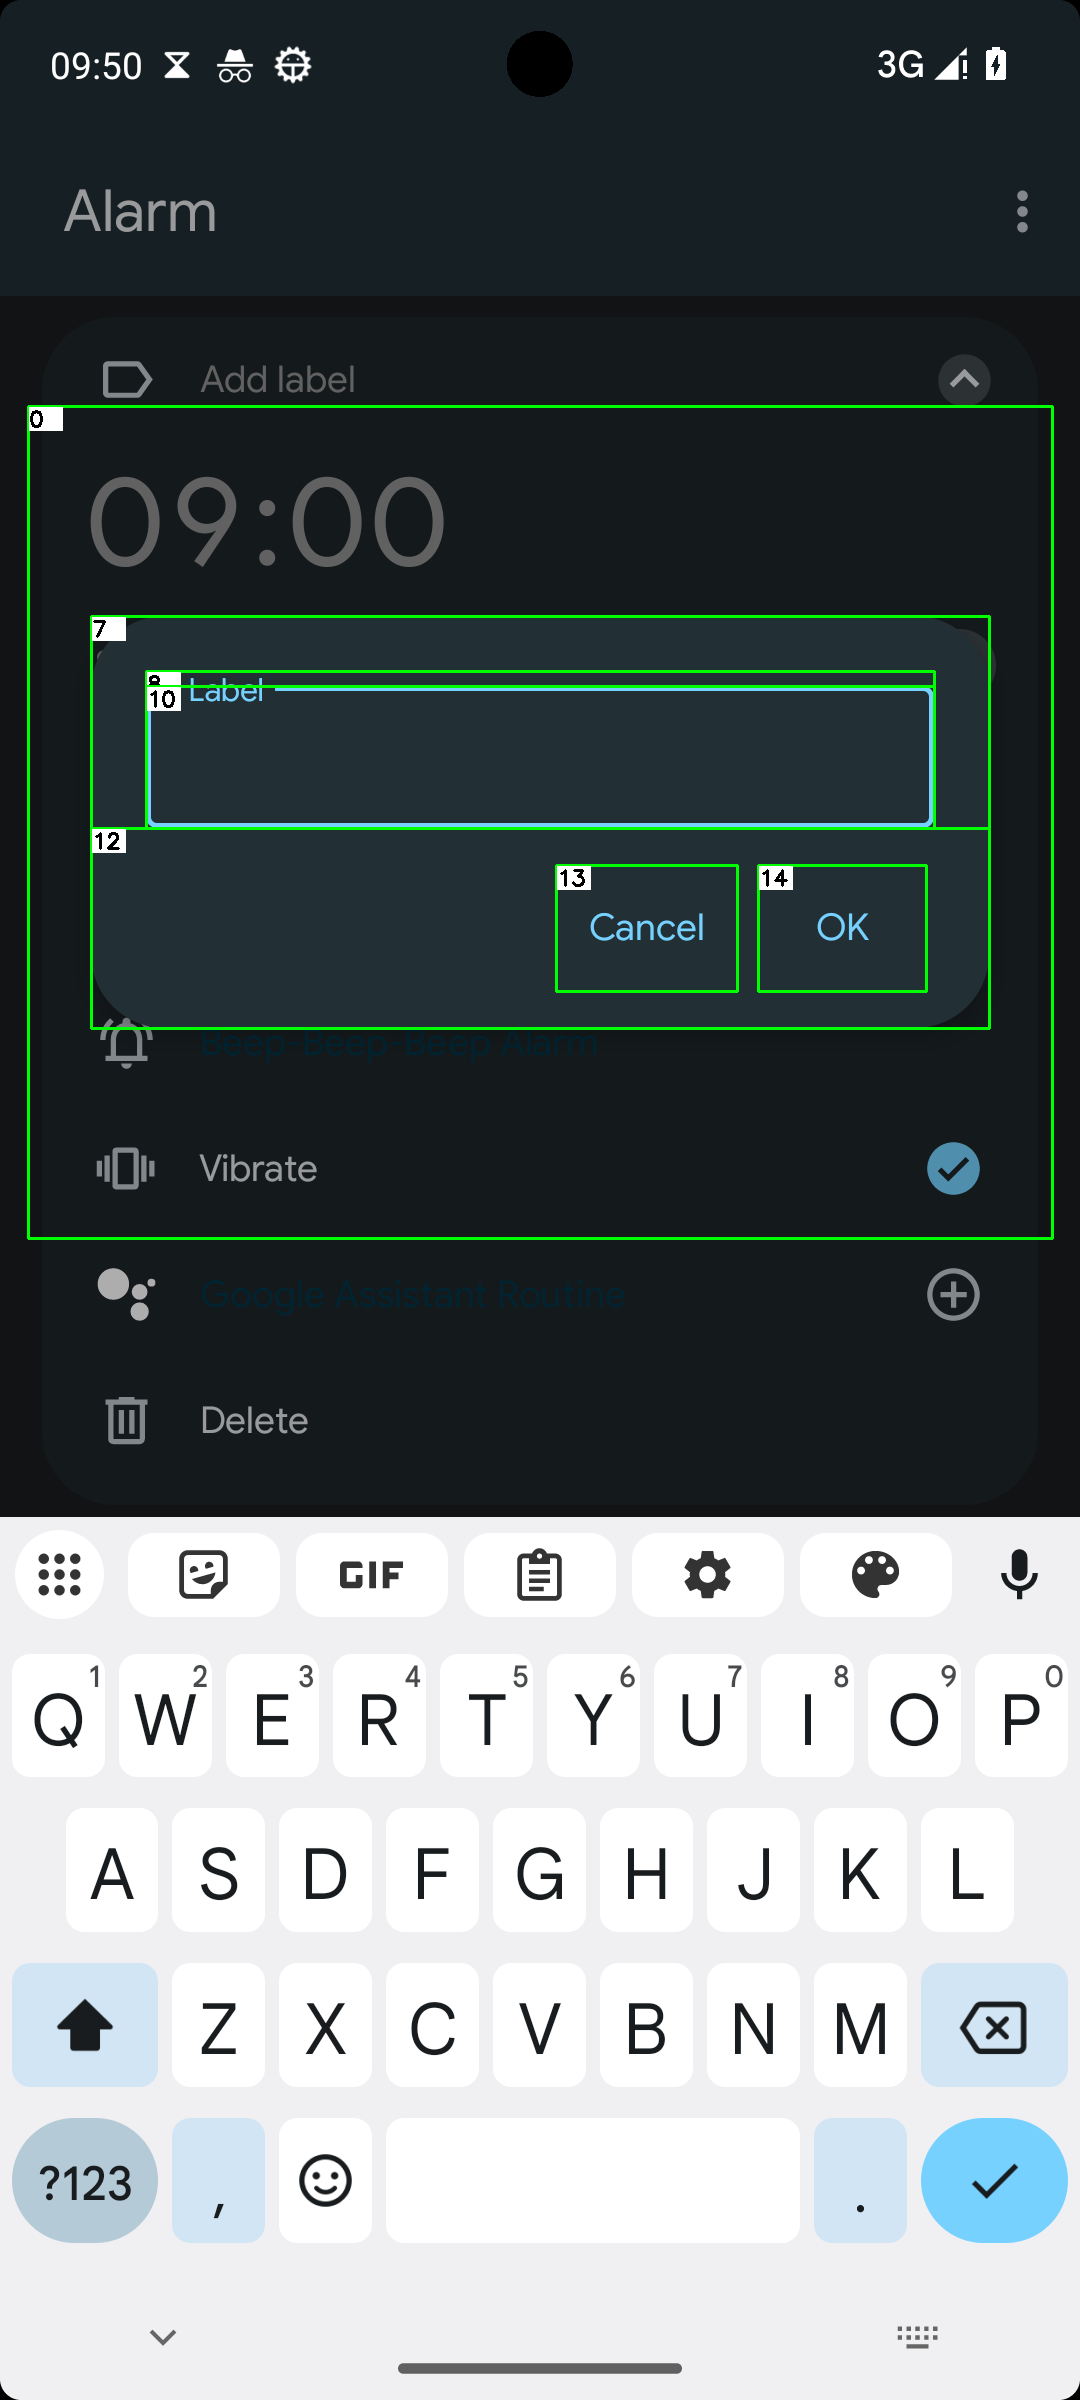 09:50
3G
Alarm
Add label
0
09:00
7
8
10 Label
12
13 Cancel
14 OK
Beep-Beep-Beep Alarm
Vibrate
Google Assistant Routine
Delete
GIF
Q1 W2 E3 R4 T5 Y6 U7 I8 O9 P0
A S D F G H J K L
Z X C V B N M
?123 , .